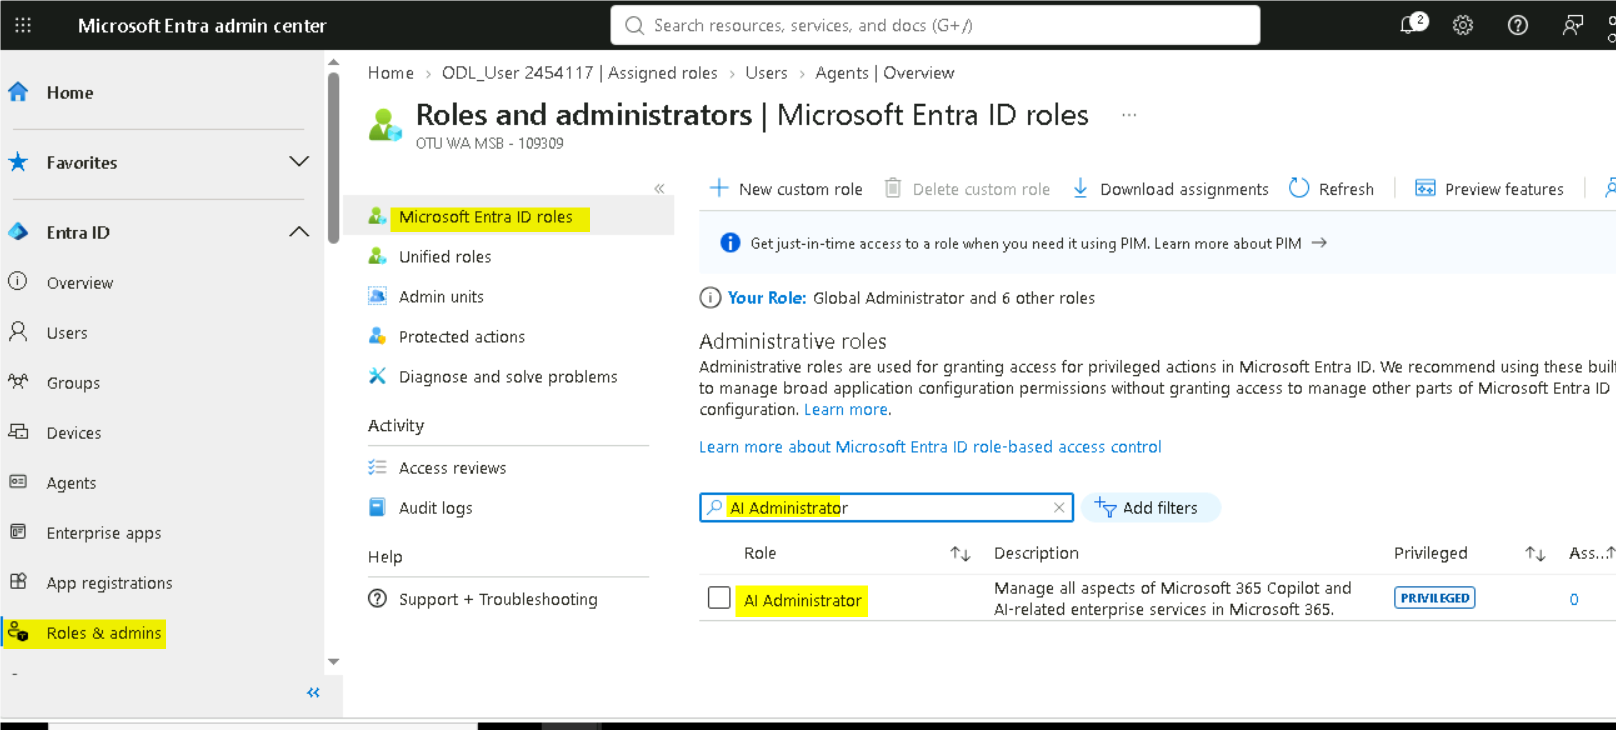 Microsoft Entra admin center
Search resources, services, and docs (G+/)
2
Home
Favorites
Entra ID
Overview
Users
Groups
Devices
Agents
Enterprise apps
App registrations
Roles & admins
Home › ODL_User 2454117 | Assigned roles › Users › Agents | Overview
Roles and administrators | Microsoft Entra ID roles ...
OTU WA MSB - 109309
Microsoft Entra ID roles
Unified roles
Admin units
Protected actions
Diagnose and solve problems
Activity
Access reviews
Audit logs
Help
Support + Troubleshooting
New custom role Delete custom role Download assignments Refresh Preview features
Get just-in-time access to a role when you need it using PIM. Learn more about PIM →
Your Role: Global Administrator and 6 other roles
Administrative roles
Administrative roles are used for granting access for privileged actions in Microsoft Entra ID. We recommend using these buil
to manage broad application configuration permissions without granting access to manage other parts of Microsoft Entra ID
configuration. Learn more.
Learn more about Microsoft Entra ID role-based access control
AI Administrator
Add filters
Role Description Privileged Ass...
AI Administrator
Manage all aspects of Microsoft 365 Copilot and
AI-related enterprise services in Microsoft 365.
PRIVILEGED
0